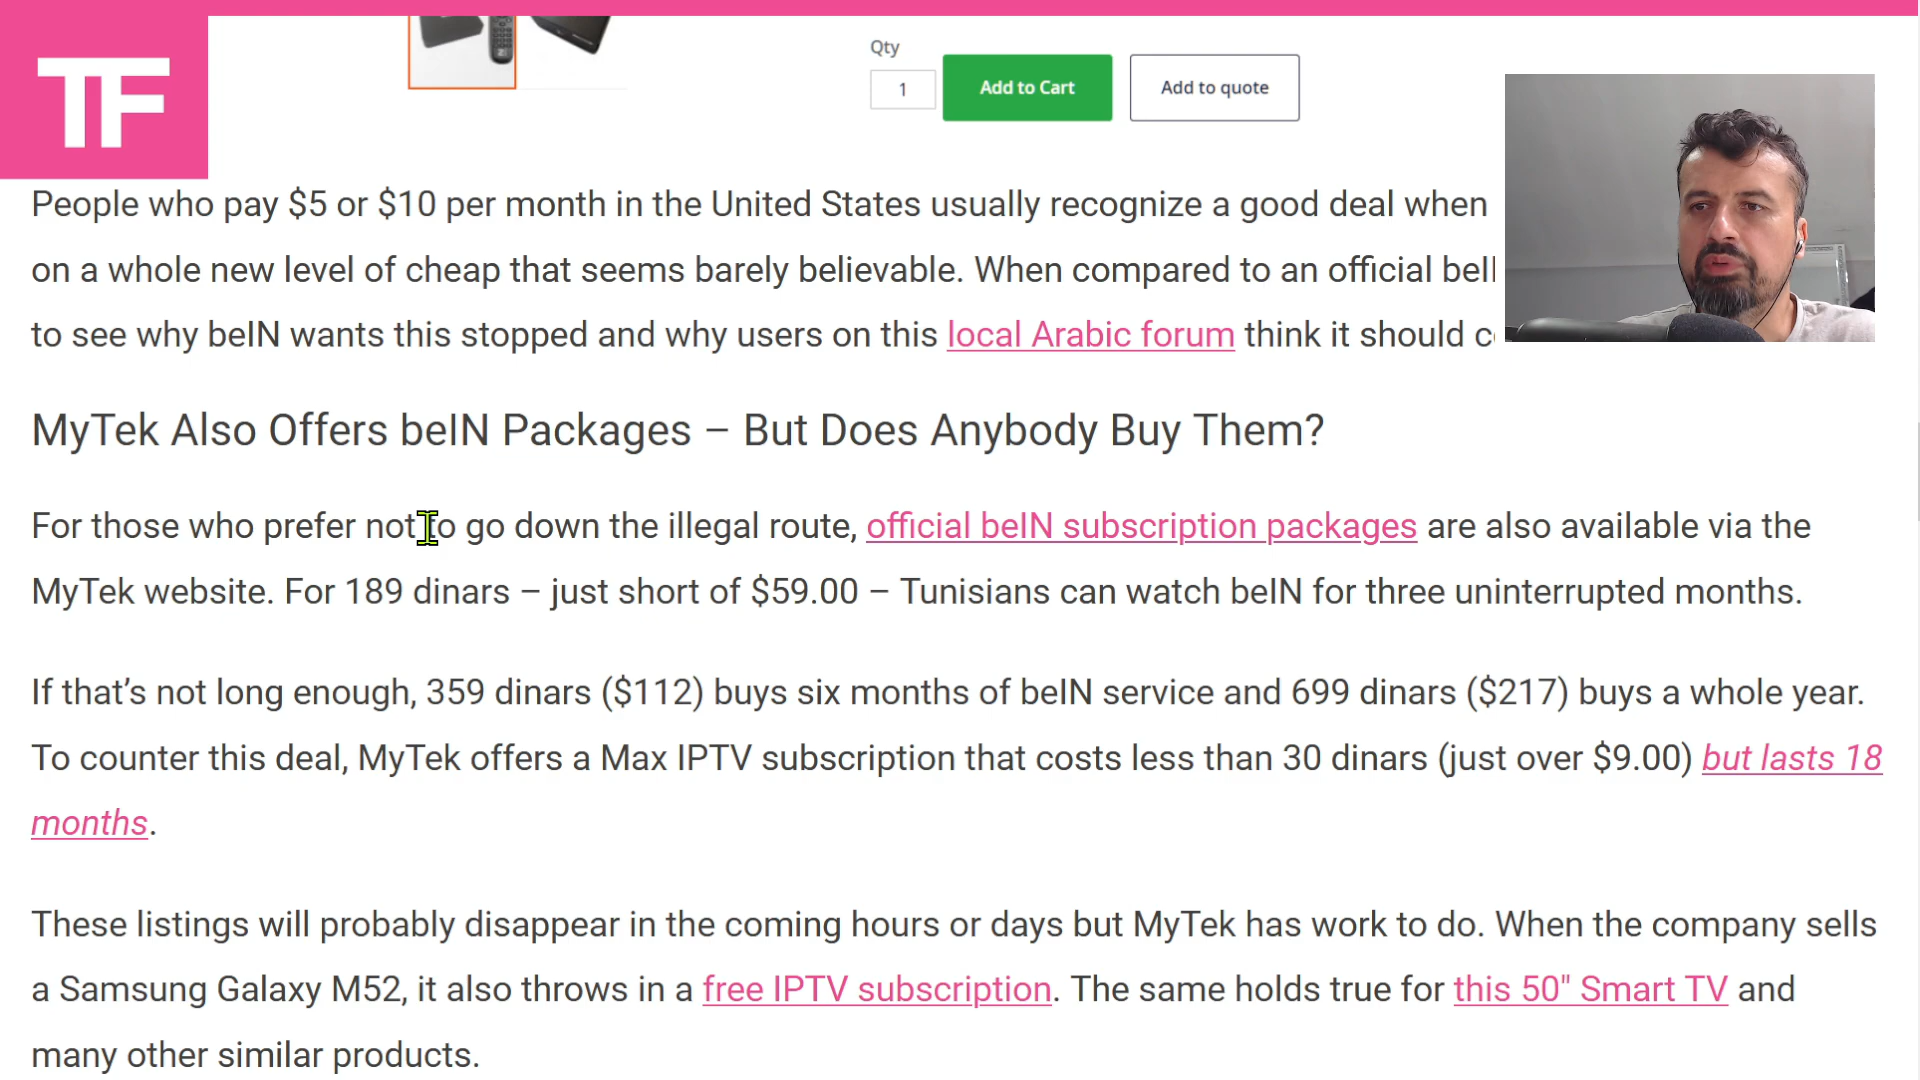 TF
Qty
1
Add to Cart
Add to quote
People who pay $5 or $10 per month in the United States usually recognize a good deal when
on a whole new level of cheap that seems barely believable. When compared to an official beI
to see why beIN wants this stopped and why users on this local Arabic forum think it should c
MyTek Also Offers beIN Packages – But Does Anybody Buy Them?
For those who prefer not to go down the illegal route, official beIN subscription packages are also available via the
MyTek website. For 189 dinars – just short of $59.00 – Tunisians can watch beIN for three uninterrupted months.
If that’s not long enough, 359 dinars ($112) buys six months of beIN service and 699 dinars ($217) buys a whole year.
To counter this deal, MyTek offers a Max IPTV subscription that costs less than 30 dinars (just over $9.00) but lasts 18
months.
These listings will probably disappear in the coming hours or days but MyTek has work to do. When the company sells
a Samsung Galaxy M52, it also throws in a free IPTV subscription. The same holds true for this 50" Smart TV and
many other similar products.